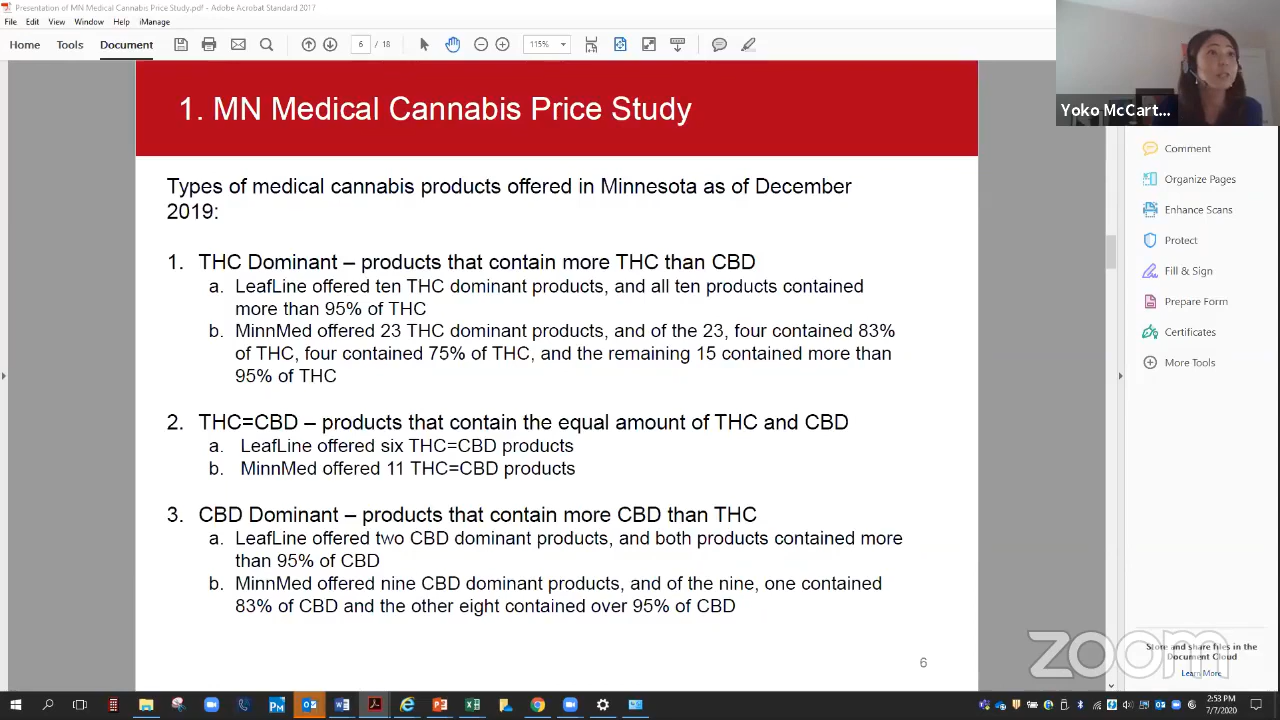 Presentation of MN Medical Cannabis Price Study.pdf - Adobe Acrobat Standard 2017
File Edit View Window Help iManage
Home Tools Document 6 / 18 115%
Yoko McCart...
1. MN Medical Cannabis Price Study
Types of medical cannabis products offered in Minnesota as of December
2019:
1. THC Dominant – products that contain more THC than CBD
a. LeafLine offered ten THC dominant products, and all ten products contained
more than 95% of THC
b. MinnMed offered 23 THC dominant products, and of the 23, four contained 83%
of THC, four contained 75% of THC, and the remaining 15 contained more than
95% of THC
2. THC=CBD – products that contain the equal amount of THC and CBD
a. LeafLine offered six THC=CBD products
b. MinnMed offered 11 THC=CBD products
3. CBD Dominant – products that contain more CBD than THC
a. LeafLine offered two CBD dominant products, and both products contained more
than 95% of CBD
b. MinnMed offered nine CBD dominant products, and of the nine, one contained
83% of CBD and the other eight contained over 95% of CBD
6
Comment
Organize Pages
Enhance Scans
Protect
Fill & Sign
Prepare Form
Certificates
More Tools
zoom
Store and share files in the
Document Cloud
Learn More
2:53 PM
7/7/2020